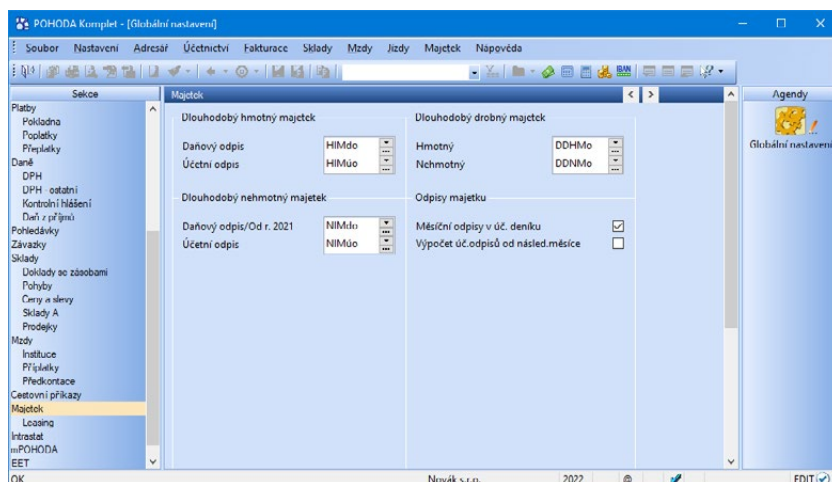 POHODA Komplet - [Globální nastavení]
Soubor Nastavení Adresář Účetnictví Fakturace Sklady Mzdy Jízdy Majetek Nápověda
IBAN
Sekce
Platby
Pokladna
Poplatky
Přeplatky
Daně
DPH
DPH - ostatní
Kontrolní hlášení
Daň z příjmů
Pohledávky
Závazky
Sklady
Doklady se zásobami
Pohyby
Ceny a slevy
Sklady A
Prodejky
Mzdy
Instituce
Příplatky
Předkontace
Cestovní příkazy
Majetek
Leasing
Intrastat
mPOHODA
EET
Majetek
Dlouhodobý hmotný majetek
Daňový odpis HIMdo
Účetní odpis HIMúo
Dlouhodobý nehmotný majetek
Daňový odpis/Od r. 2021 NIMdo
Účetní odpis NIMúo
Dlouhodobý drobný majetek
Hmotný DDHMo
Nehmotný DDNMo
Odpisy majetku
Měsíční odpisy v úč. deníku
Výpočet úč.odpisů od násled.měsíce
Agendy
Globální nastavení
OK Novák s.r.o. 2022 @ EDIT